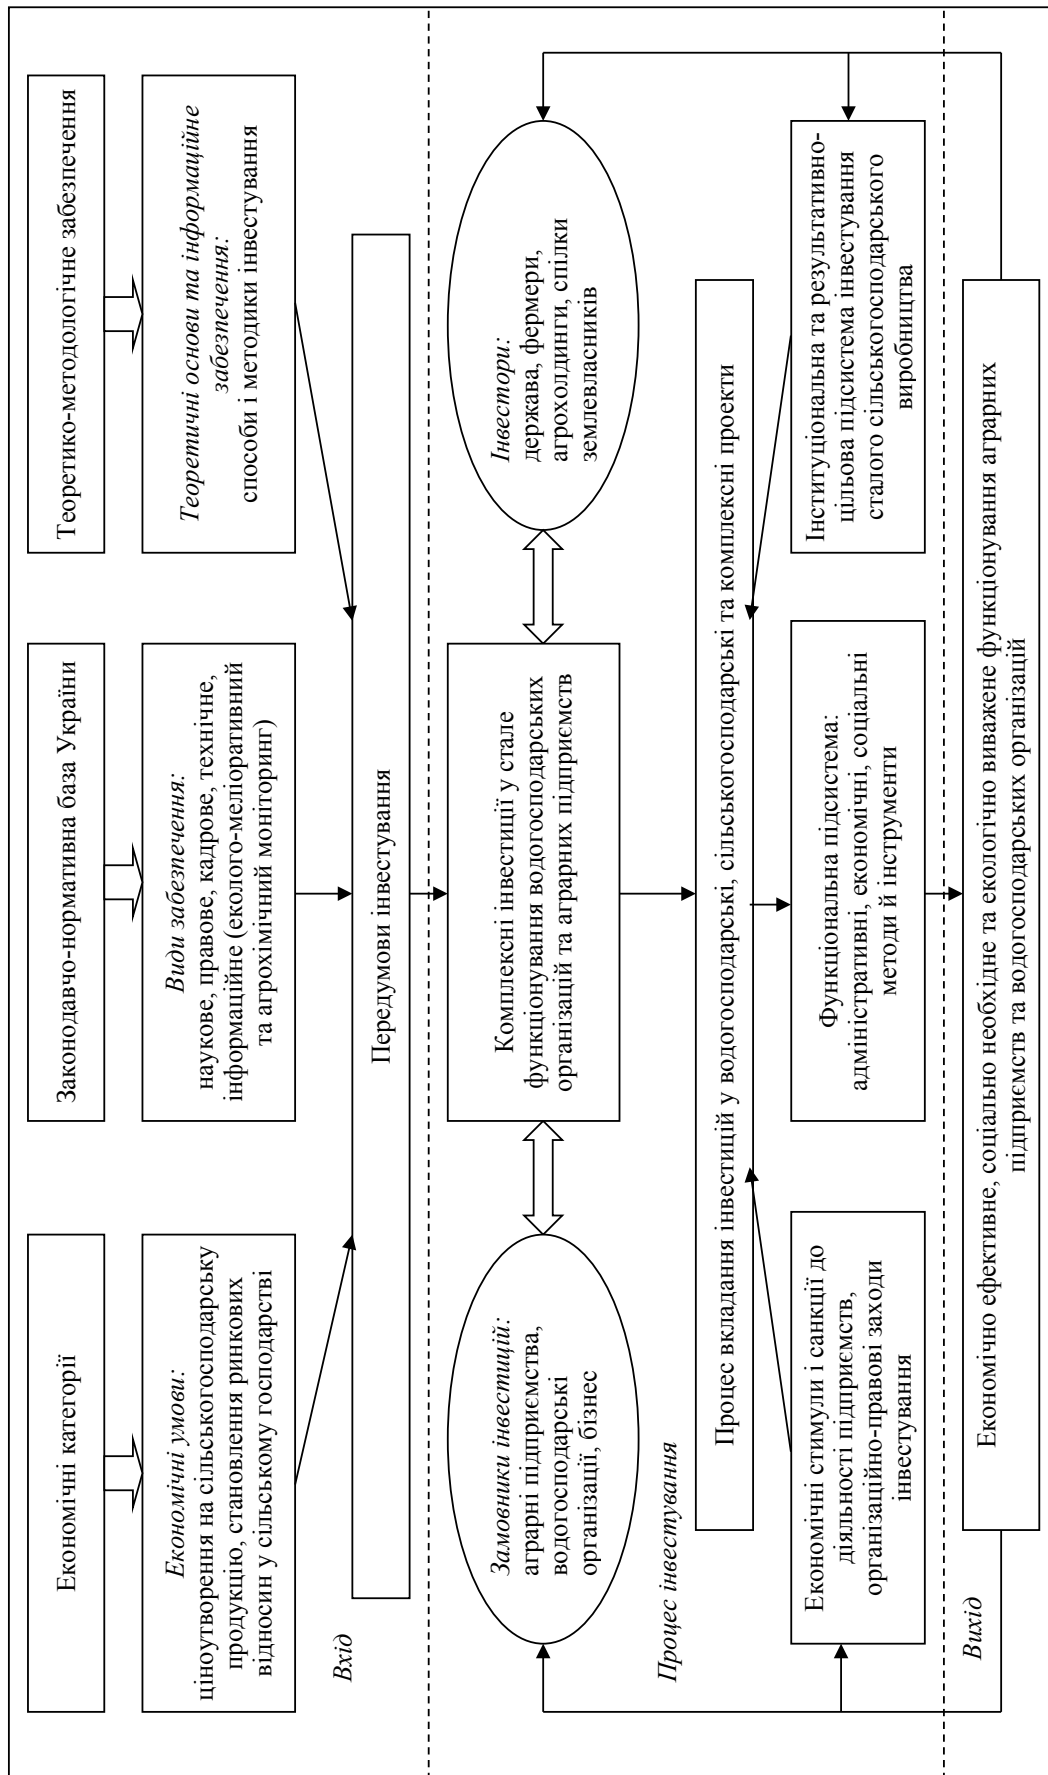 Економічні категорії
Законодавчо-нормативна база України
Теоретико-методологічне забезпечення
Економічні умови:
ціноутворення на сільськогосподарську
продукцію, становлення ринкових
відносин у сільському господарстві
Види забезпечення:
наукове, правове, кадрове, технічне,
інформаційне (еколого-меліоративний
та агрохімічний моніторинг)
Теоретичні основи та інформаційне
забезпечення:
способи і методики інвестування
Вхід
Передумови інвестування
Замовники інвестицій:
аграрні підприємства,
водогосподарські
організації, бізнес
Комплексні інвестиції у стале
функціонування водогосподарських
організацій та аграрних підприємств
Інвестори:
держава, фермери,
агрохолдинги, спілки
землевласників
Процес інвестування
Процес вкладання інвестицій у водогосподарські, сільськогосподарські та комплексні проекти
Економічні стимули і санкції до
діяльності підприємств,
організаційно-правові заходи
інвестування
Функціональна підсистема:
адміністративні, економічні, соціальні
методи й інструменти
Інституціональна та результативно-
цільова підсистема інвестування
сталого сільськогосподарського
виробництва
Вихід
Економічно ефективне, соціально необхідне та екологічно виважене функціонування аграрних
підприємств та водогосподарських організацій